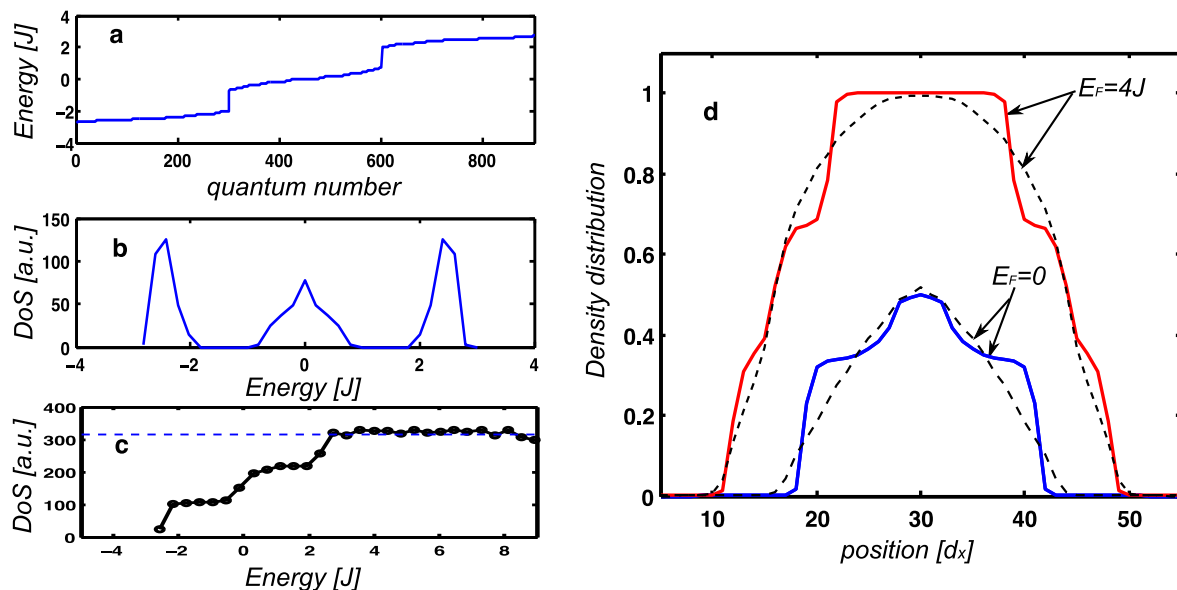 a
Energy [J]
4
2
0
−2
−4
0 200 400 600 800
quantum number
b
DoS [a.u.]
150
100
50
0
−4 −2 0 2 4
Energy [J]
c
DoS [a.u.]
400
300
200
100
0
−4 −2 0 2 4 6 8
Energy [J]
d
Density distribution
1
0.8
0.6
0.4
0.2
0
E_F=4J
E_F=0
10 20 30 40 50
position [dₓ]